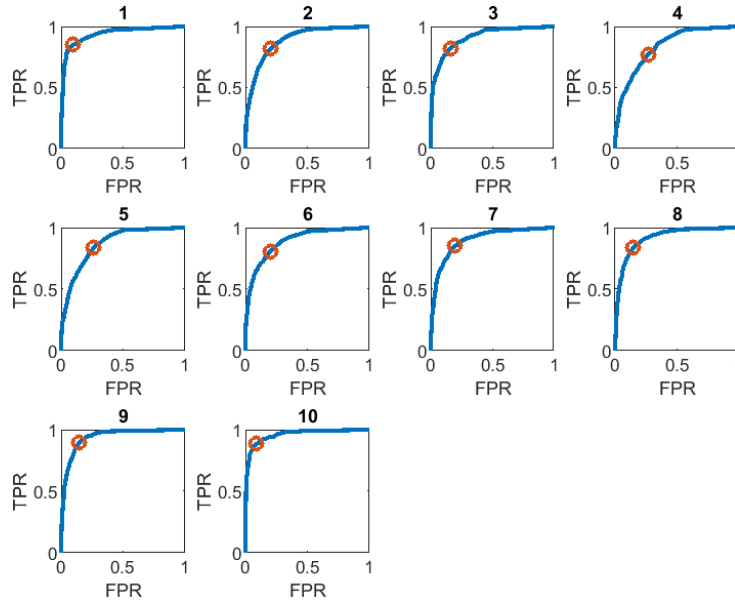 1 2 3 4
1 1 1 1
TPR TPR TPR TPR
0.5 0.5 0.5 0.5
0 0 0 0
0 0.5 1 0 0.5 1 0 0.5 1 0 0.5
FPR FPR FPR FPR
5 6 7 8
1 1 1 1
TPR TPR TPR TPR
0.5 0.5 0.5 0.5
0 0 0 0
0 0.5 1 0 0.5 1 0 0.5 1 0 0.5
FPR FPR FPR FPR
9 10
1 1
TPR TPR
0.5 0.5
0 0
0 0.5 1 0 0.5 1
FPR FPR